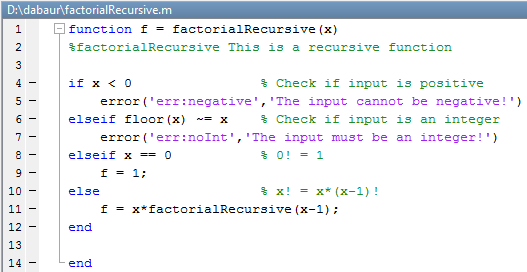 D:\dabaur\factorialRecursive.m
1 function f = factorialRecursive(x)
2 %factorialRecursive This is a recursive function
3
4 – if x < 0 % Check if input is positive
5 – error('err:negative','The input cannot be negative!')
6 – elseif floor(x) ~= x % Check if input is an integer
7 – error('err:noInt','The input must be an integer!')
8 – elseif x == 0 % 0! = 1
9 – f = 1;
10 – else % x! = x*(x-1)!
11 – f = x*factorialRecursive(x-1);
12 – end
13
14 – end